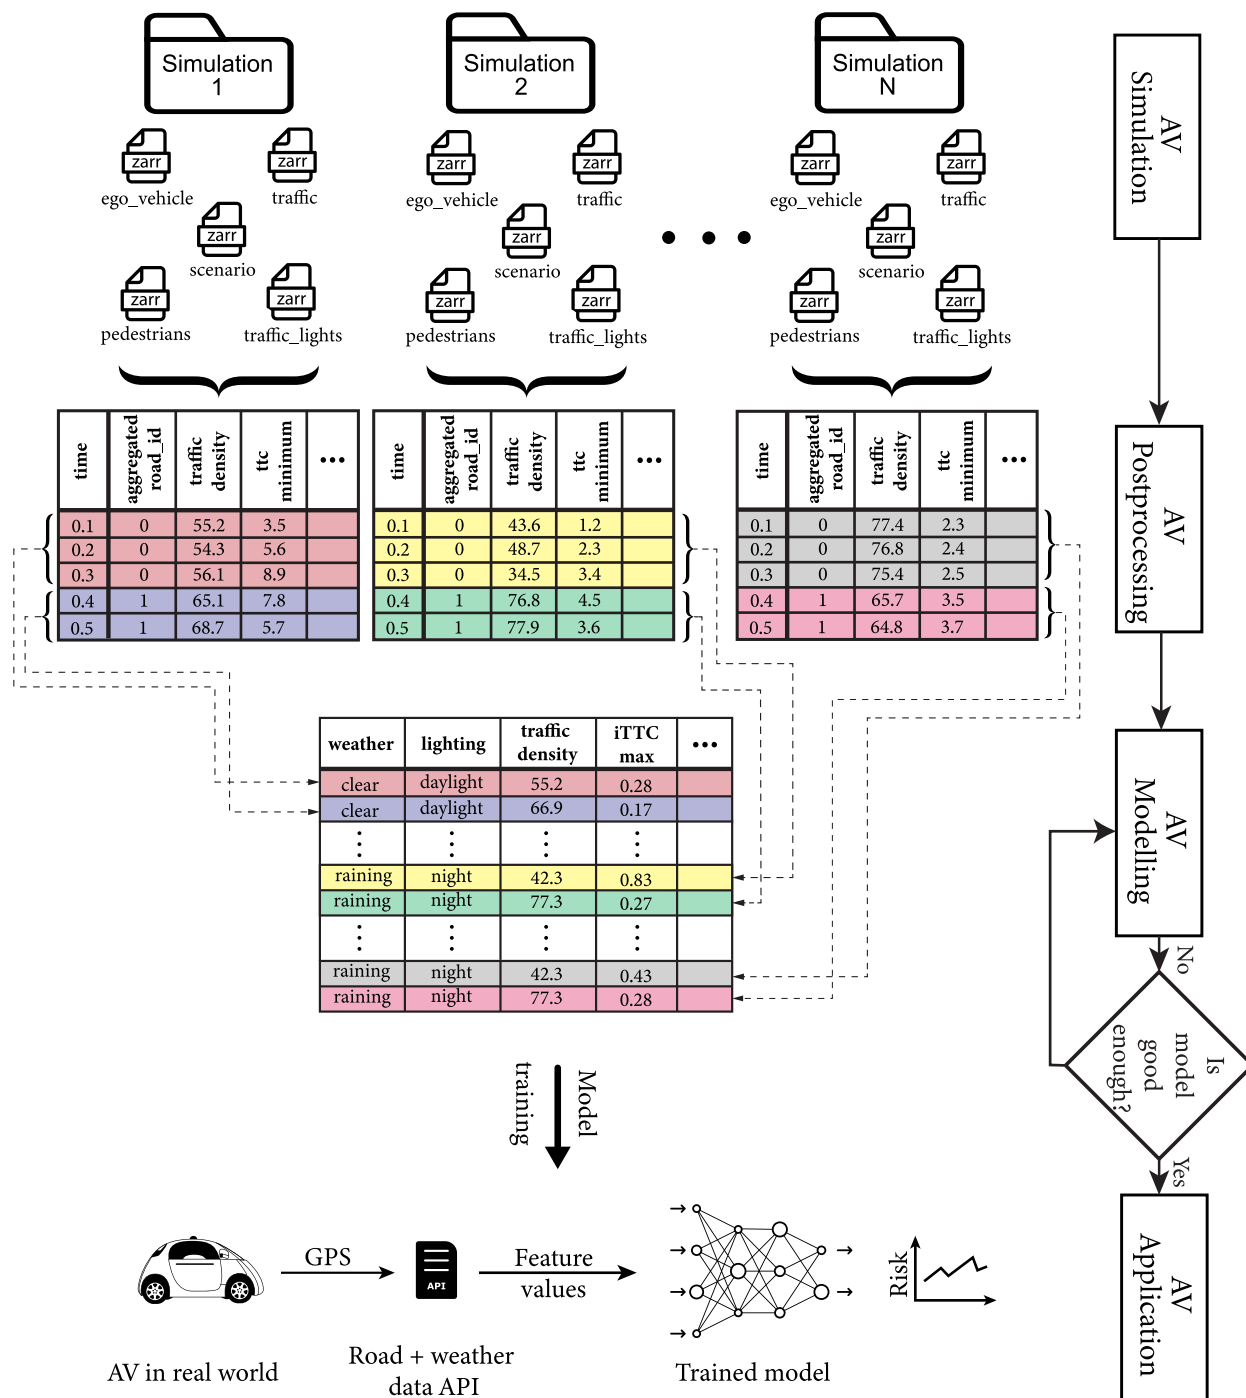 Simulation
1
Simulation
2
Simulation
N
zarr
ego_vehicle
zarr
traffic
zarr
scenario
zarr
pedestrians
zarr
traffic_lights
zarr
ego_vehicle
zarr
traffic
zarr
scenario
zarr
pedestrians
zarr
traffic_lights
zarr
ego_vehicle
zarr
traffic
zarr
scenario
zarr
pedestrians
zarr
traffic_lights
time aggregated road_id traffic density ttc minimum ...
0.1 0 55.2 3.5
0.2 0 54.3 5.6
0.3 0 56.1 8.9
0.4 1 65.1 7.8
0.5 1 68.7 5.7
time aggregated road_id traffic density ttc minimum ...
0.1 0 43.6 1.2
0.2 0 48.7 2.3
0.3 0 34.5 3.4
0.4 1 76.8 4.5
0.5 1 77.9 3.6
time aggregated road_id traffic density ttc minimum ...
0.1 0 77.4 2.3
0.2 0 76.8 2.4
0.3 0 75.4 2.5
0.4 1 65.7 3.5
0.5 1 64.8 3.7
weather lighting traffic density iTTC max ...
clear daylight 55.2 0.28
clear daylight 66.9 0.17
raining night 42.3 0.83
raining night 77.3 0.27
raining night 42.3 0.43
raining night 77.3 0.28
Model
training
GPS
API
Feature
values
Risk
AV in real world
Road + weather
data API
Trained model
AV
Simulation
AV
Postprocessing
AV
Modelling
No
Is
model
good
enough?
Yes
AV
Application